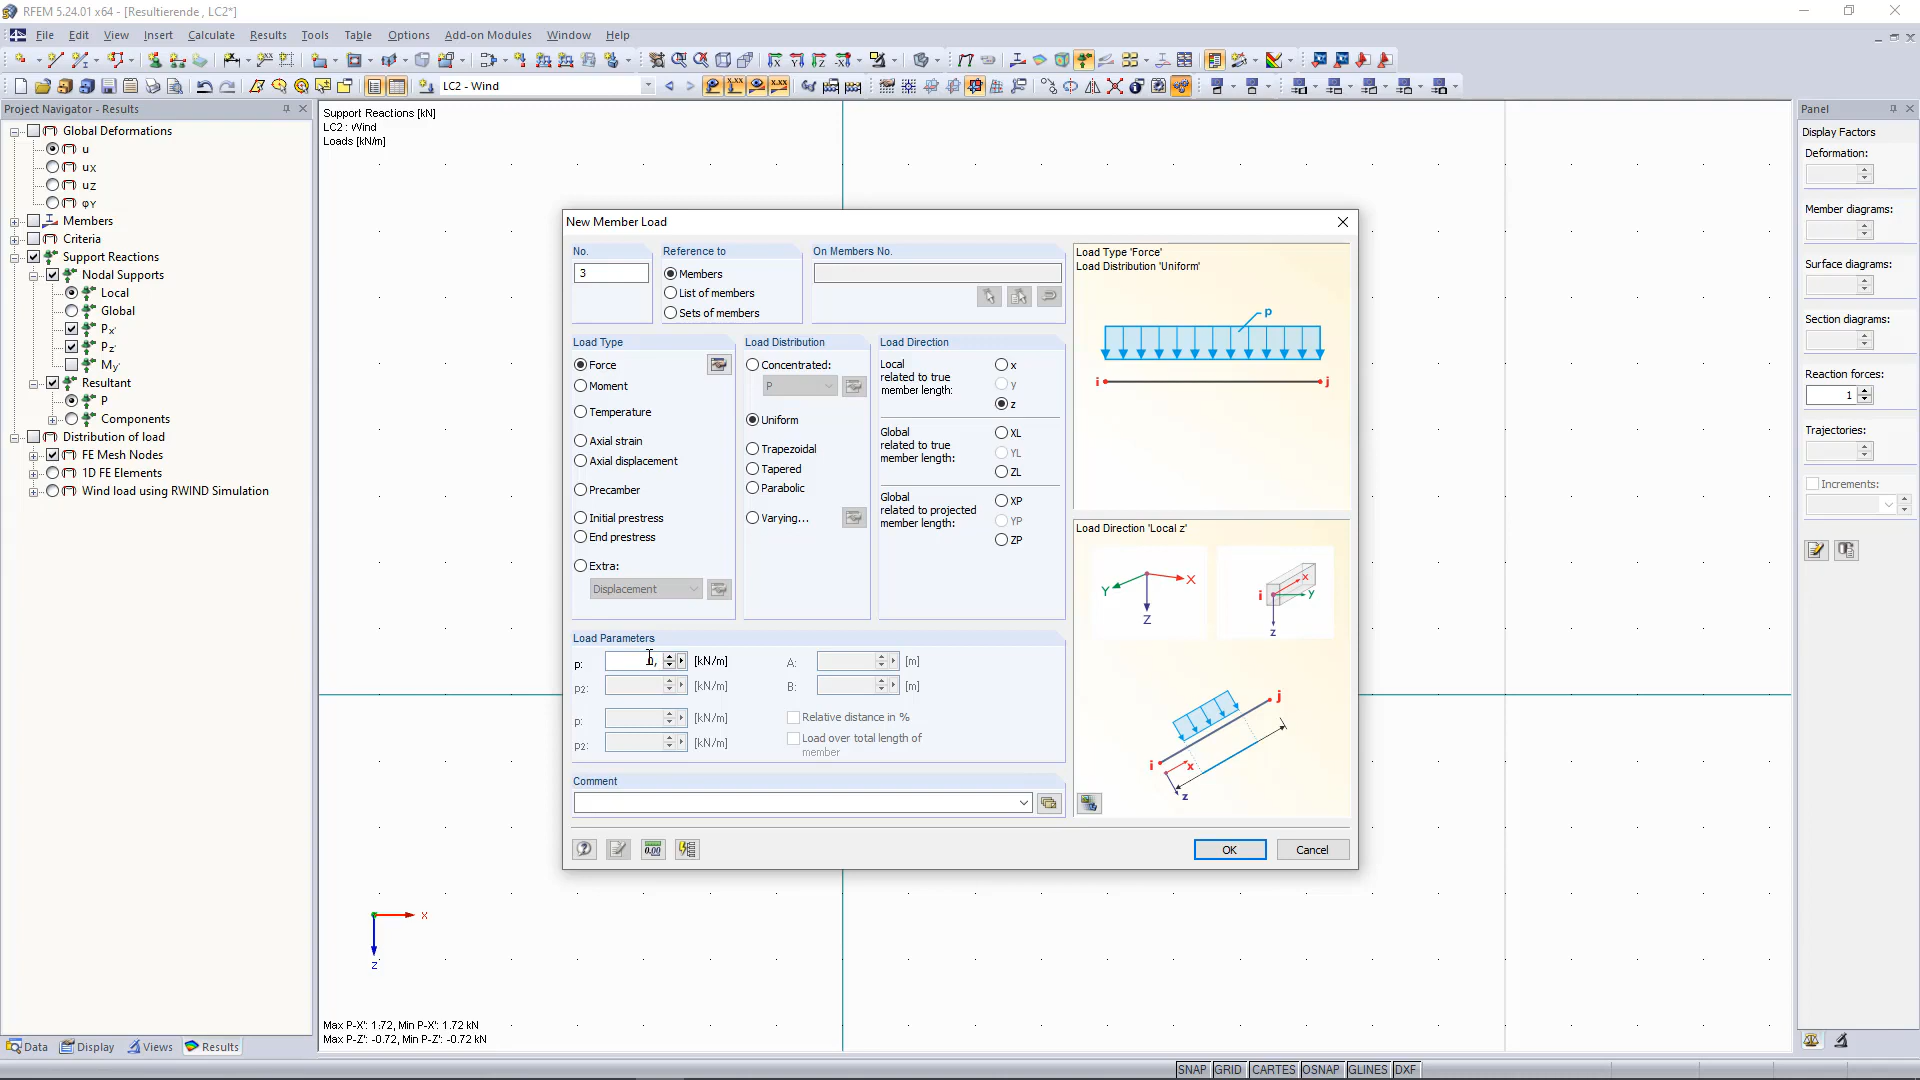 RFEM 5.24.01 x64 - [Resultierende , LC2*]
File Edit View Insert Calculate Results Tools Table Options Add-on Modules Window Help
LC2 - Wind
Project Navigator - Results
Global Deformations
u
uX
uZ
φY
Members
Criteria
Support Reactions
Nodal Supports
Local
Global
Px'
Pz'
My'
Resultant
P
Components
Distribution of load
FE Mesh Nodes
1D FE Elements
Wind load using RWIND Simulation
Data Display Views Results
Support Reactions [kN]
LC2 : Wind
Loads [kN/m]
New Member Load
No.
3
Reference to
Members
List of members
Sets of members
On Members No.
Load Type
Force
Moment
Temperature
Axial strain
Axial displacement
Precamber
Initial prestress
End prestress
Extra:
Displacement
Load Distribution
Concentrated:
P
Uniform
Trapezoidal
Tapered
Parabolic
Varying...
Load Direction
Local
related to true
member length:
x
y
z
Global
related to true
member length:
XL
YL
ZL
Global
related to projected
member length:
XP
YP
ZP
Load Parameters
p: [kN/m]
p2: [kN/m]
p: [kN/m]
p2: [kN/m]
A: [m]
B: [m]
Relative distance in %
Load over total length of
member
Comment
0.00
Load Type 'Force'
Load Distribution 'Uniform'
p
i j
Load Direction 'Local z'
Y X
Z
i x y
z
j
i x
z
OK Cancel
x
z
Max P-X': 1.72, Min P-X': 1.72 kN
Max P-Z': -0.72, Min P-Z': -0.72 kN
Panel
Display Factors
Deformation:
Member diagrams:
Surface diagrams:
Section diagrams:
Reaction forces:
1
Trajectories:
Increments:
SNAP GRID CARTES OSNAP GLINES DXF